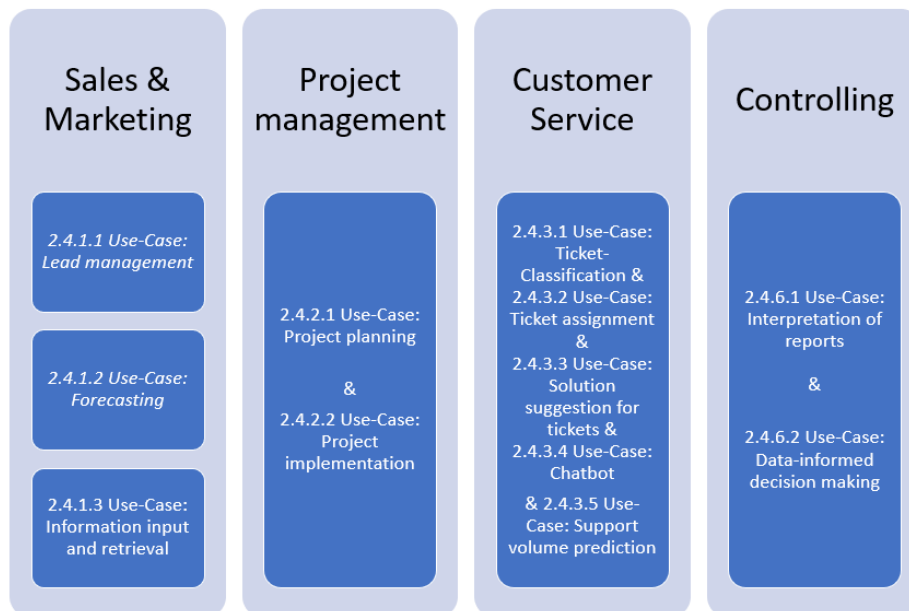 Sales &
Marketing
2.4.1.1 Use-Case:
Lead management
2.4.1.2 Use-Case:
Forecasting
2.4.1.3 Use-Case:
Information input
and retrieval
Project
management
2.4.2.1 Use-Case:
Project planning
&
2.4.2.2 Use-Case:
Project
implementation
Customer
Service
2.4.3.1 Use-Case:
Ticket-
Classification &
2.4.3.2 Use-Case:
Ticket assignment
&
2.4.3.3 Use-Case:
Solution
suggestion for
tickets &
2.4.3.4 Use-Case:
Chatbot
& 2.4.3.5 Use-
Case: Support
volume prediction
Controlling
2.4.6.1 Use-Case:
Interpretation of
reports
&
2.4.6.2 Use-Case:
Data-informed
decision making